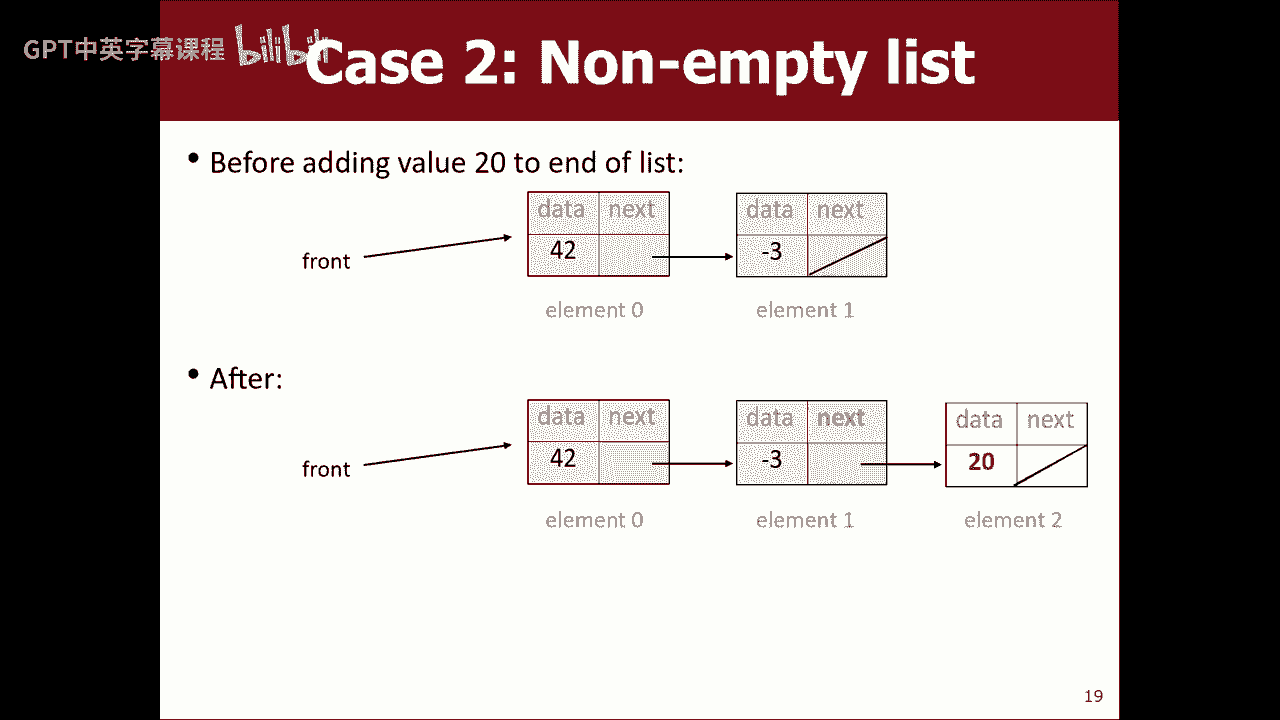 GPT中英字幕课程 bilibili
Case 2: Non-empty list
• Before adding value 20 to end of list:
data next data next
front 42 -3
element 0 element 1
• After:
data next data next data next
front 42 -3 20
element 0 element 1 element 2
19